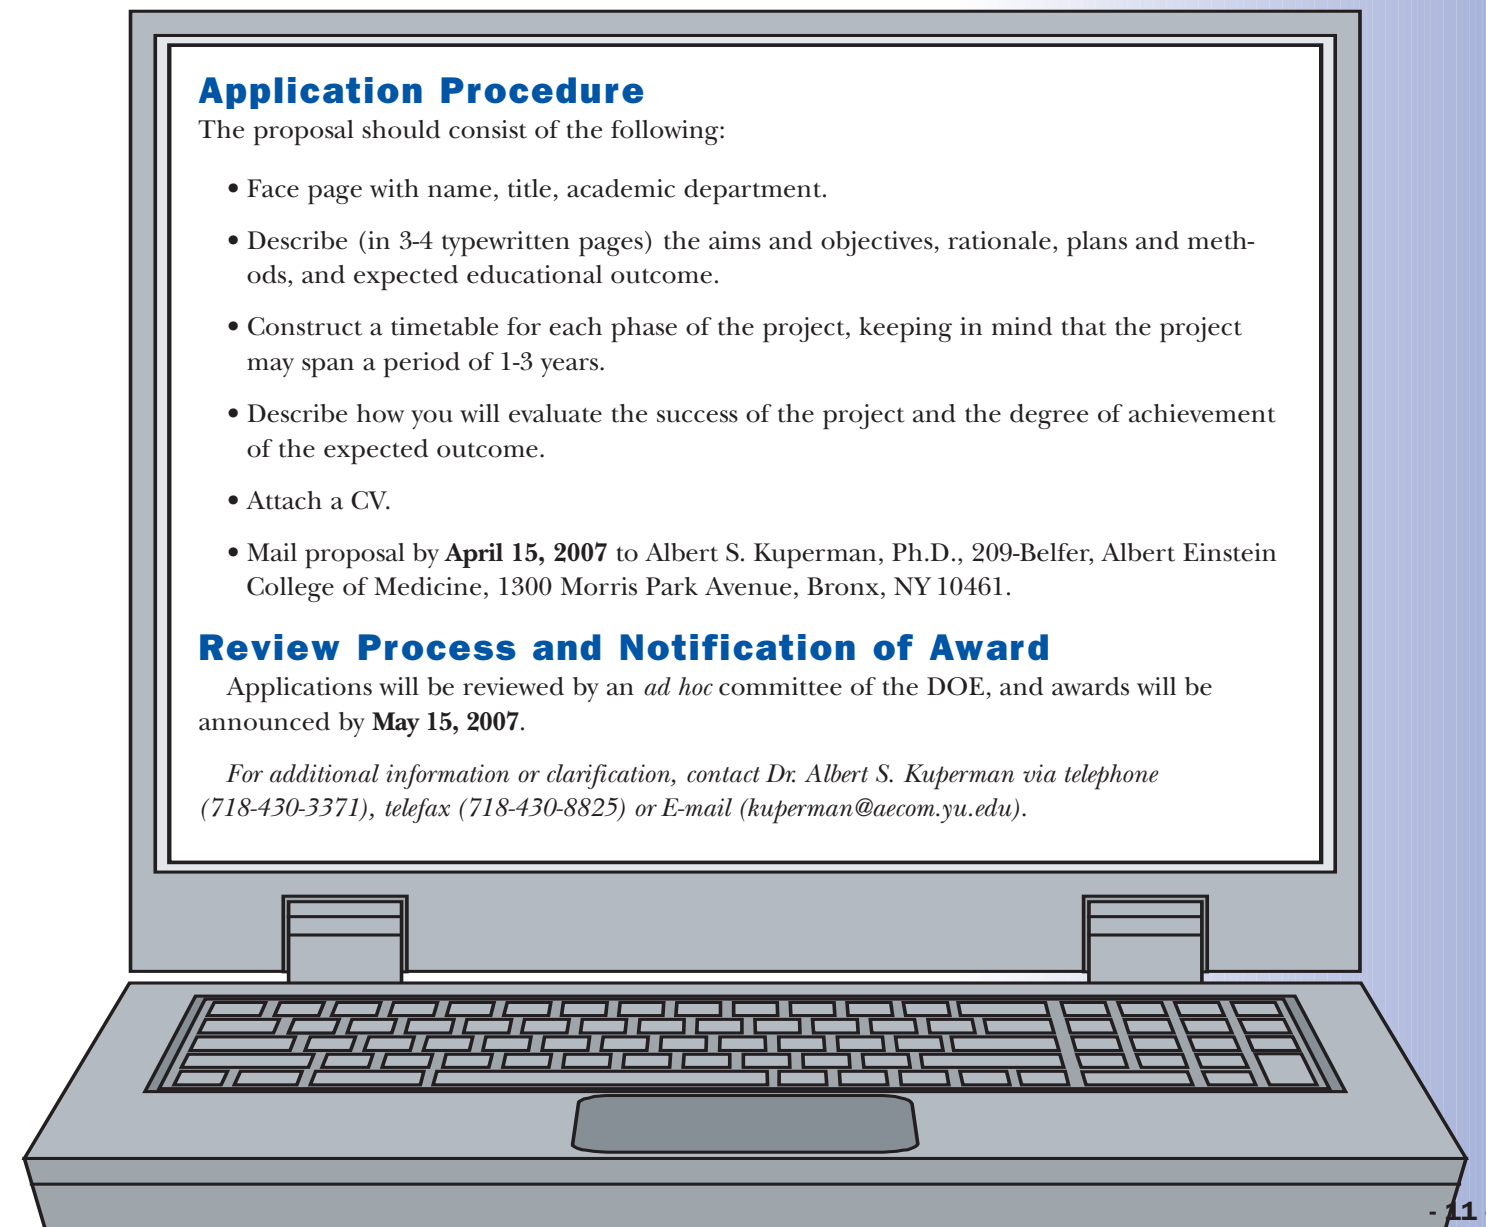 Application Procedure
The proposal should consist of the following:
• Face page with name, title, academic department.
• Describe (in 3-4 typewritten pages) the aims and objectives, rationale, plans and meth-
ods, and expected educational outcome.
• Construct a timetable for each phase of the project, keeping in mind that the project
may span a period of 1-3 years.
• Describe how you will evaluate the success of the project and the degree of achievement
of the expected outcome.
• Attach a CV.
• Mail proposal by April 15, 2007 to Albert S. Kuperman, Ph.D., 209-Belfer, Albert Einstein
College of Medicine, 1300 Morris Park Avenue, Bronx, NY 10461.
Review Process and Notification of Award
Applications will be reviewed by an ad hoc committee of the DOE, and awards will be
announced by May 15, 2007.
For additional information or clarification, contact Dr. Albert S. Kuperman via telephone
(718-430-3371), telefax (718-430-8825) or E-mail (kuperman@aecom.yu.edu).
- 11 -